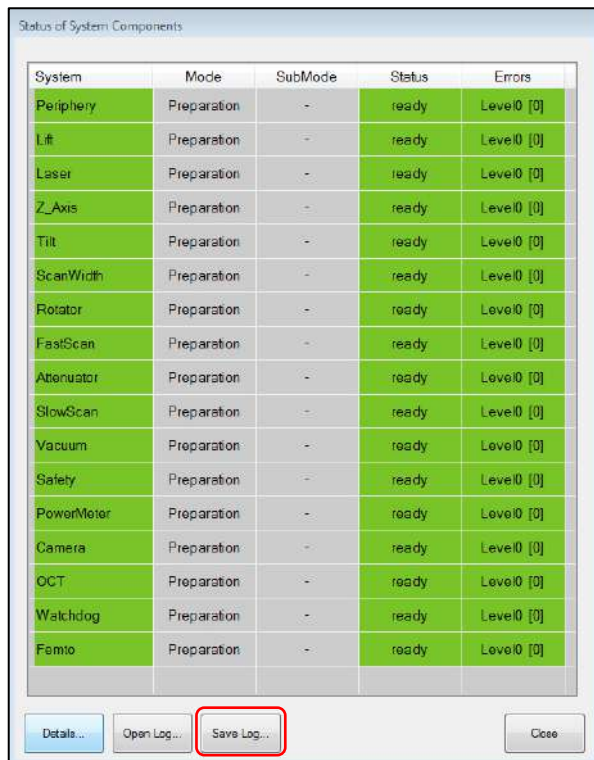 Status of System Components
System Mode SubMode Status Errors
Periphery Preparation - ready Level0 [0]
Lift Preparation - ready Level0 [0]
Laser Preparation - ready Level0 [0]
Z_Axis Preparation - ready Level0 [0]
Tilt Preparation - ready Level0 [0]
ScanWidth Preparation - ready Level0 [0]
Rotator Preparation - ready Level0 [0]
FastScan Preparation - ready Level0 [0]
Attenuator Preparation - ready Level0 [0]
SlowScan Preparation - ready Level0 [0]
Vacuum Preparation - ready Level0 [0]
Safety Preparation - ready Level0 [0]
PowerMeter Preparation - ready Level0 [0]
Camera Preparation - ready Level0 [0]
OCT Preparation - ready Level0 [0]
Watchdog Preparation - ready Level0 [0]
Femto Preparation - ready Level0 [0]
Details... Open Log... Save Log... Close